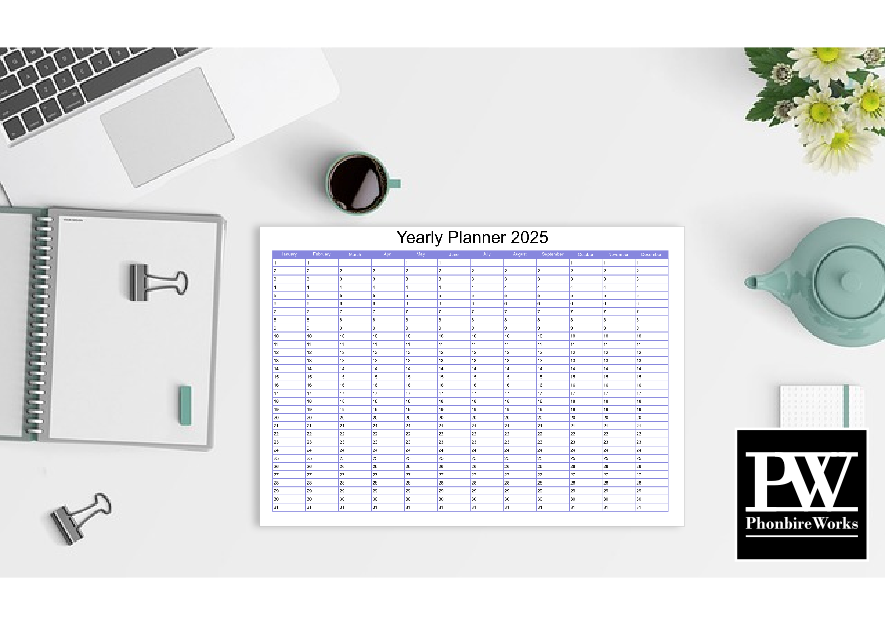 Yearly Planner 2025
January February March May June July August September October November December
1 1 1 1 1
2 2 2 2 2 2 2 2 2 2 2 2
3 3 3 3 3 3 3 3 3 3 3 3
4 4 4 4 4 4 4 4
5 5 5 5 5 5 5 5 5 5 5 5
6 6 6 6 6 6 6 6 6 6 6 6
7 7 7 7 7 7 7 7 7 7 7 7
8 8 8 8 8 8 8 8 8 8 8 8
9 9 9 9 9 9 9 9 9 9 9 9
10 10 10 10 10 10 10 10 10 10 10 10
11 11 11 11 11 11 11 11 11 11 11 11
12 12 12 12 12 12 12 12 12 12 12 12
13 13 13 13 13 13 13 13 13 13 13 13
14 14 14 14 14 14 14 14 14 14 14 14
15 15 15 15 15 15 15 15 15 15 15 15
16 16 16 16 16 16 16 16 16 16 16 16
17 17 17 17 17 17 17 17 17 17 17 17
18 18 18 18 18 18 18 18 18 18 18 18
19 19 19 19 19 19 19 19 19 19 19 19
20 20 20 20 20 20 20 20 20 20 20 20
21 21 21 21 21 21 21 21 21 21 21 21
22 22 22 22 22 22 22 22 22 22 22 22
23 23 23 23 23 23 23 23 23 23 23 23
24 24 24 24 24 24 24 24 24 24 24 24
25 25 25 25 25 25 25 25 25 25 25 25
26 26 26 26 26 26 26 26 26 26 26 26
27 27 27 27 27 27 27 27 27 27 27 27
28 28 28 28 28 28 28 28 28 28 28 28
29 29 29 29 29 29 29 29 29 29 29 29
30 30 30 30 30 30 30 30 30 30 30 30
31 31 31 31 31 31 31 31 31 31 31 31
PW
PhonbireWorks